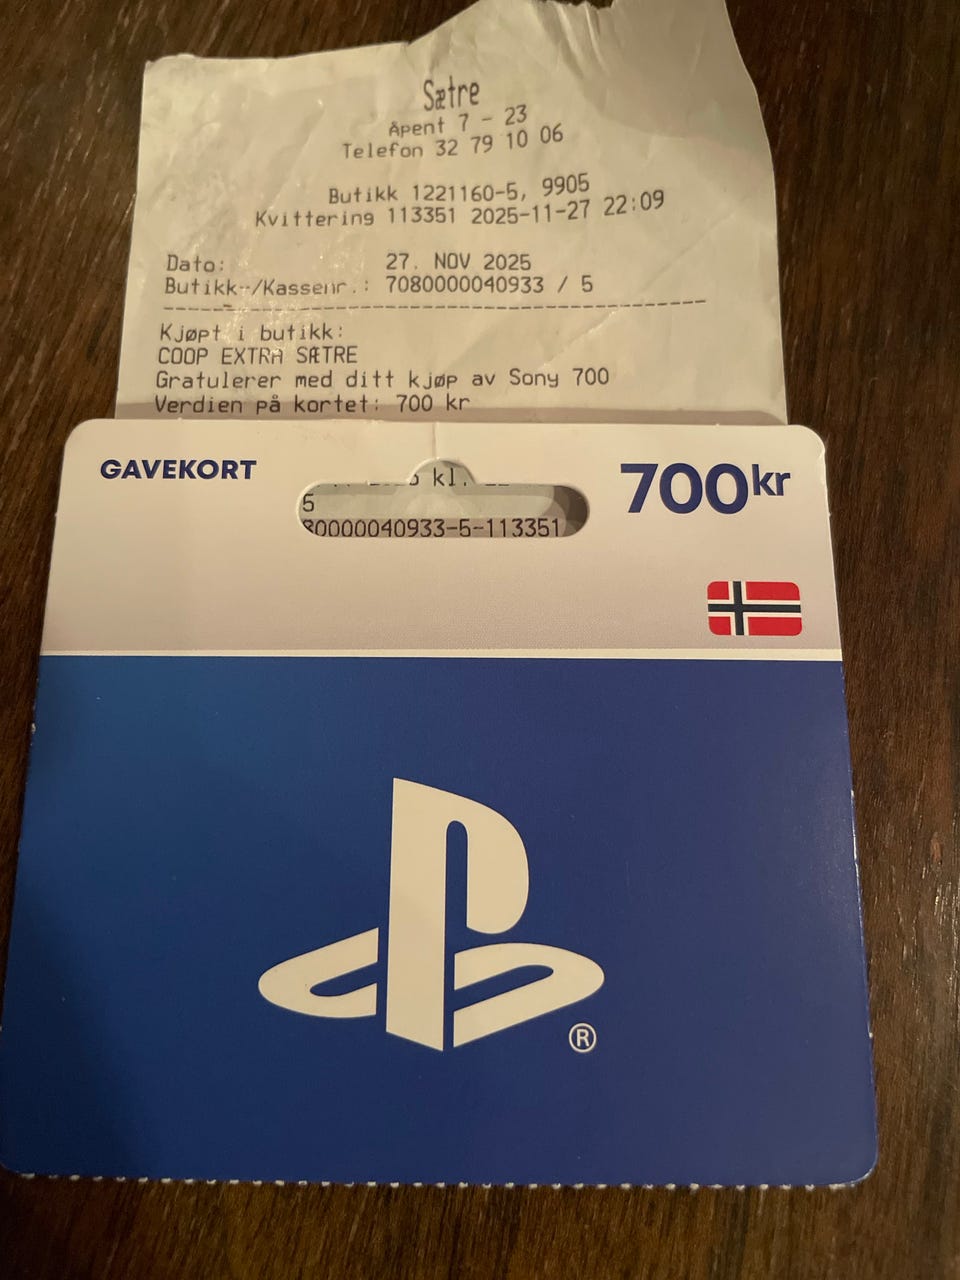 Sætre
Åpent 7 - 23
Telefon 32 79 10 06
Butikk 1221160-5, 9905
Kvittering 113351 2025-11-27 22:09
Dato: 27. NOV 2025
Butikk-/Kassenr.: 7080000040933 / 5
Kjøpt i butikk:
COOP EXTRA SÆTRE
Gratulerer med ditt kjøp av Sony 700
Verdien på kortet: 700 kr
GAVEKORT
700kr
kl.
5
80000040933-5-113351
®